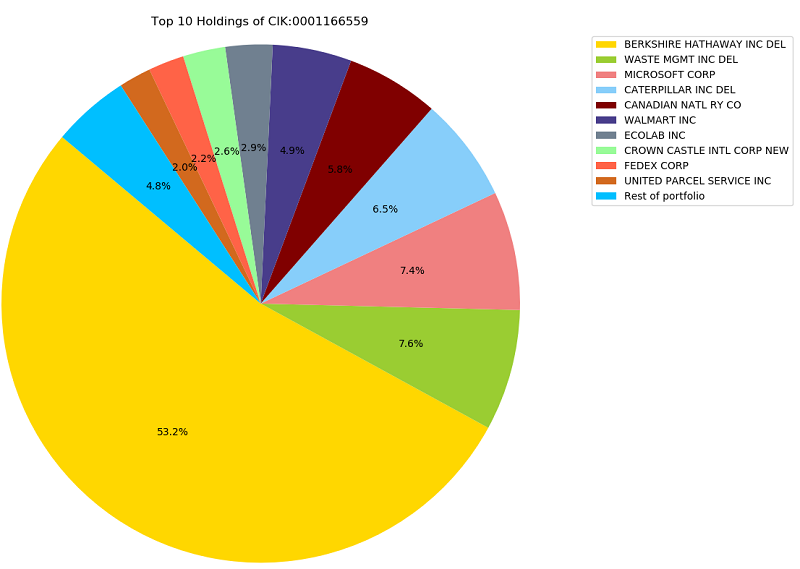 Top 10 Holdings of CIK:0001166559
BERKSHIRE HATHAWAY INC DEL
WASTE MGMT INC DEL
MICROSOFT CORP
CATERPILLAR INC DEL
CANADIAN NATL RY CO
WALMART INC
ECOLAB INC
CROWN CASTLE INTL CORP NEW
FEDEX CORP
UNITED PARCEL SERVICE INC
Rest of portfolio
2.9%
4.9%
2.6%
2.2%
2.0%
5.8%
4.8%
6.5%
7.4%
7.6%
53.2%